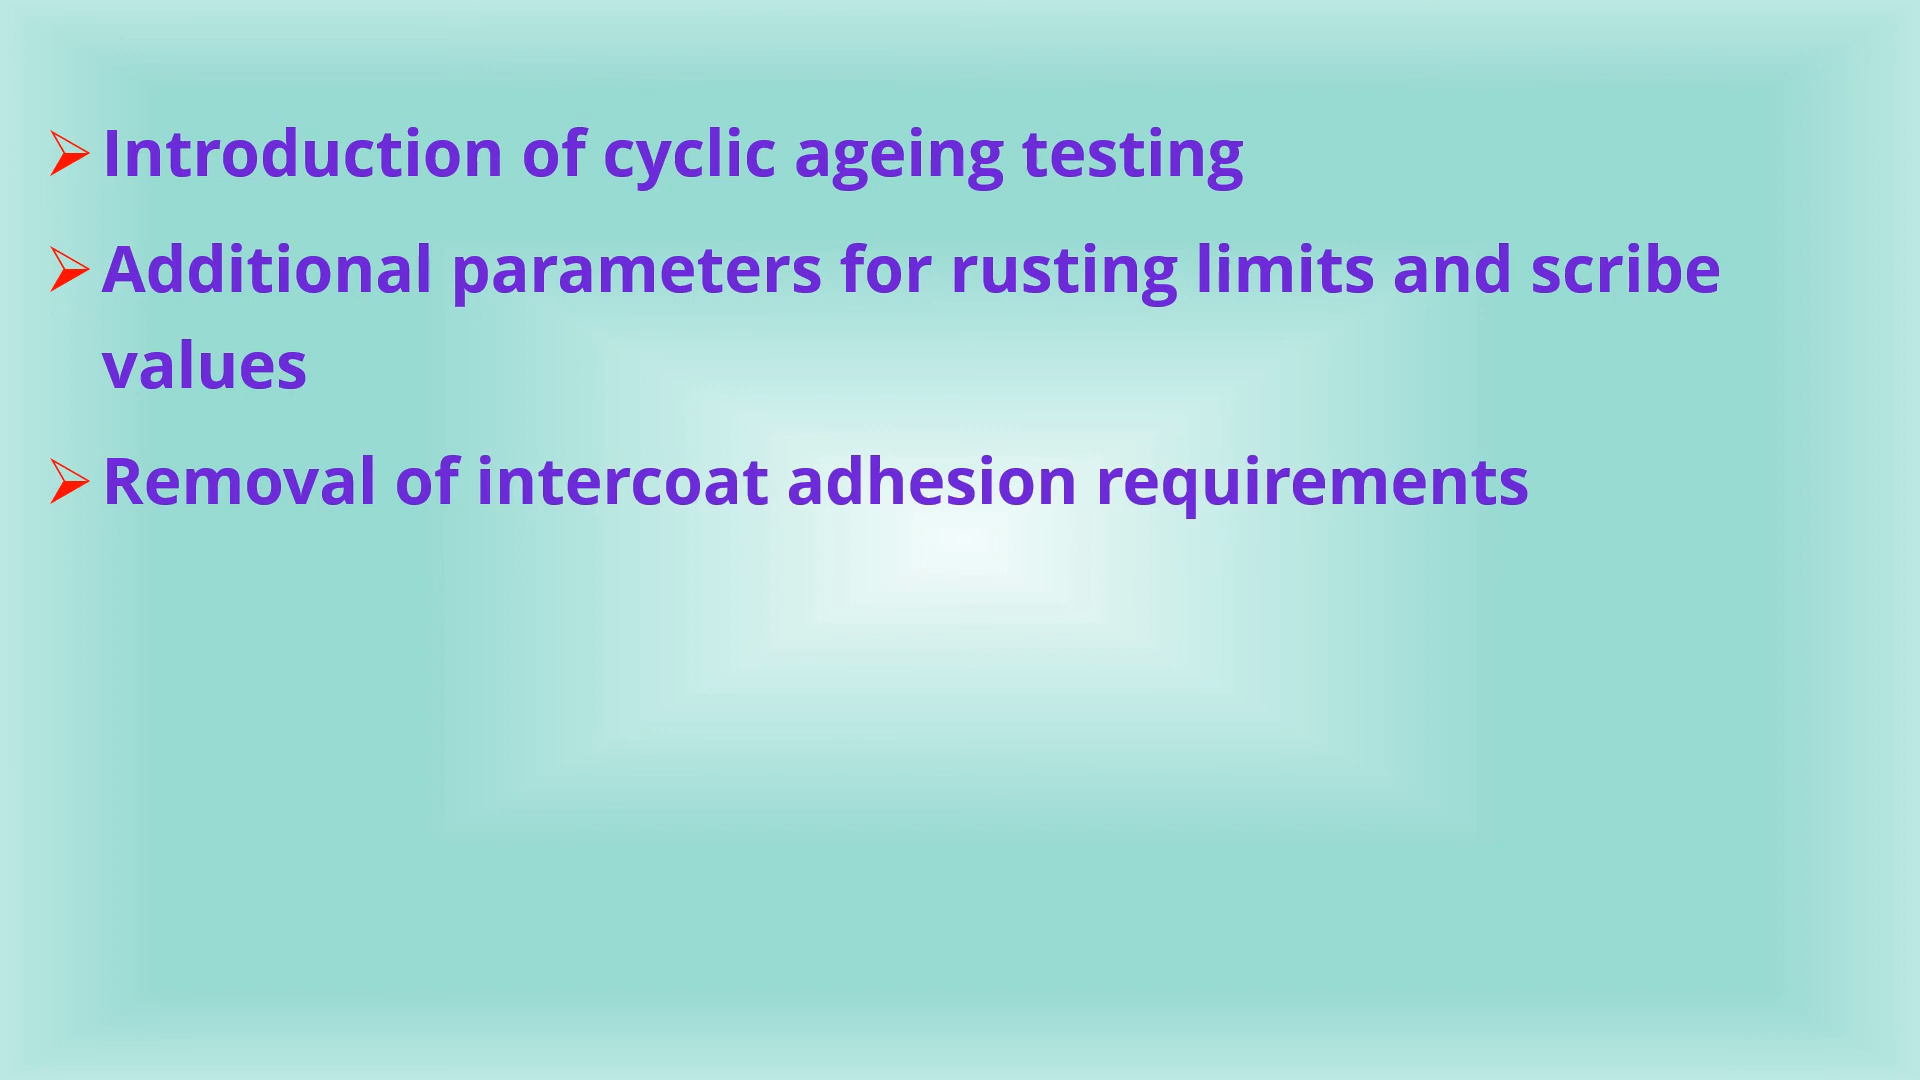 ➢ Introduction of cyclic ageing testing
➢ Additional parameters for rusting limits and scribe
values
➢ Removal of intercoat adhesion requirements